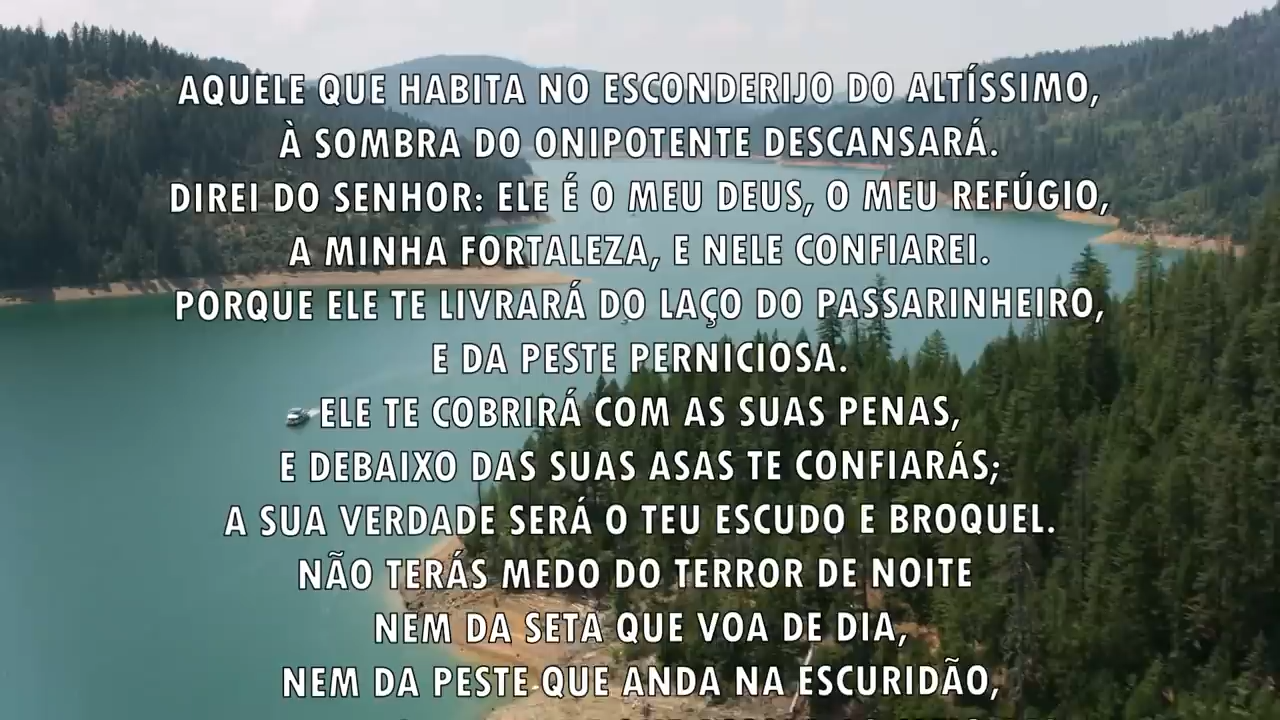 AQUELE QUE HABITA NO ESCONDERIJO DO ALTÍSSIMO,
À SOMBRA DO ONIPOTENTE DESCANSARÁ.
DIREI DO SENHOR: ELE É O MEU DEUS, O MEU REFÚGIO,
A MINHA FORTALEZA, E NELE CONFIAREI.
PORQUE ELE TE LIVRARÁ DO LAÇO DO PASSARINHEIRO,
E DA PESTE PERNICIOSA.
ELE TE COBRIRÁ COM AS SUAS PENAS,
E DEBAIXO DAS SUAS ASAS TE CONFIARÁS;
A SUA VERDADE SERÁ O TEU ESCUDO E BROQUEL.
NÃO TERÁS MEDO DO TERROR DE NOITE
NEM DA SETA QUE VOA DE DIA,
NEM DA PESTE QUE ANDA NA ESCURIDÃO,